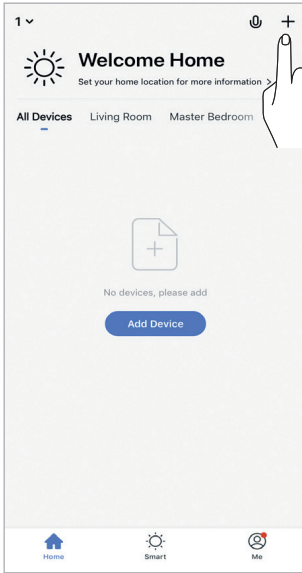 1
Welcome Home
Set your home location for more information >
All Devices Living Room Master Bedroom
No devices, please add
Add Device
Home Smart Me